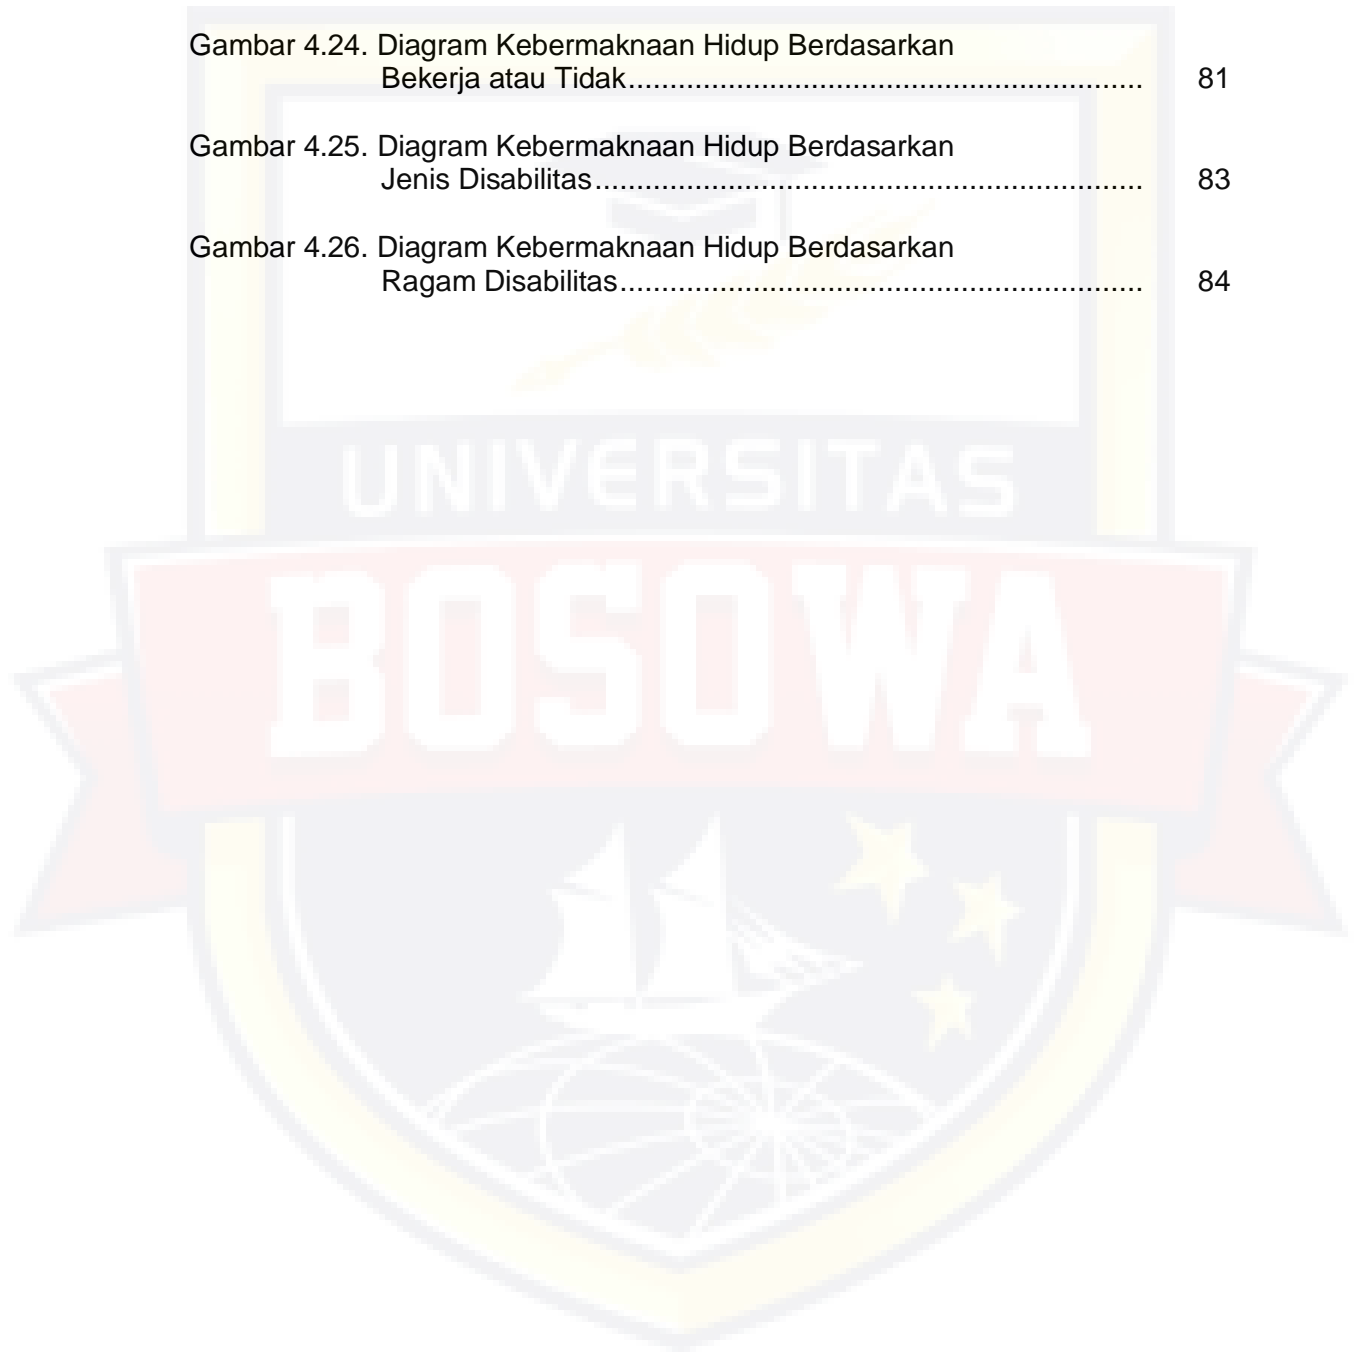 Gambar 4.24. Diagram Kebermaknaan Hidup Berdasarkan
Bekerja atau Tidak.............................................................. 81
Gambar 4.25. Diagram Kebermaknaan Hidup Berdasarkan
Jenis Disabilitas.................................................................. 83
Gambar 4.26. Diagram Kebermaknaan Hidup Berdasarkan
Ragam Disabilitas............................................................... 84
UNIVERSITAS
BOSOWA